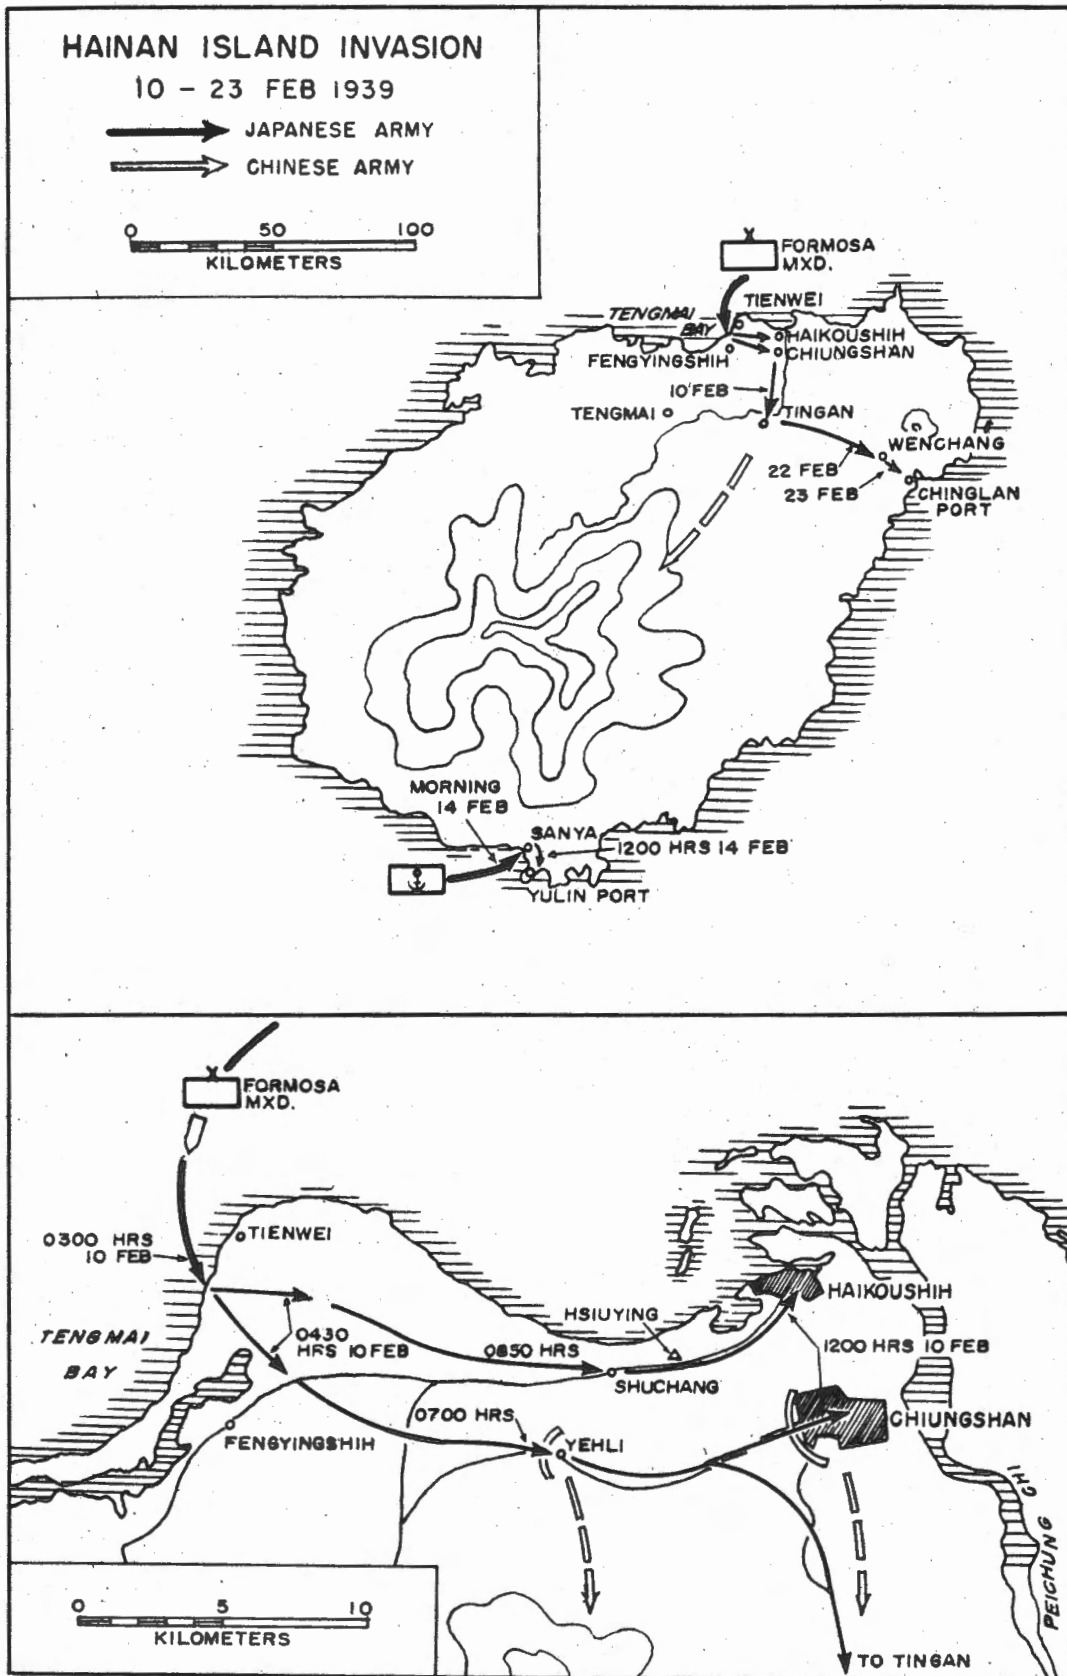 HAINAN ISLAND INVASION
10 – 23 FEB 1939
JAPANESE ARMY
CHINESE ARMY
0 50 100
KILOMETERS
FORMOSA
MXD.
TIENWEI
TENGMAI
BAY
HAIKOUSHIH
FENGYINGSHIH
CHIUNGSHAN
10 FEB
TENGMAI
TINGAN
WENCHANG
22 FEB
23 FEB
CHINGLAN
PORT
MORNING
14 FEB
SANYA
1200 HRS 14 FEB
YULIN PORT
FORMOSA
MXD.
0300 HRS
10 FEB
TIENWEI
HAIKOUSHIH
HSIUYING
TENGMAI
BAY
0430
HRS 10 FEB
0850 HRS
1200 HRS 10 FEB
SHUCHANG
0700 HRS
CHIUNGSHAN
FENGYINGSHIH
YEHLI
PEICHUNG CHI
0 5 10
KILOMETERS
TO TINGAN